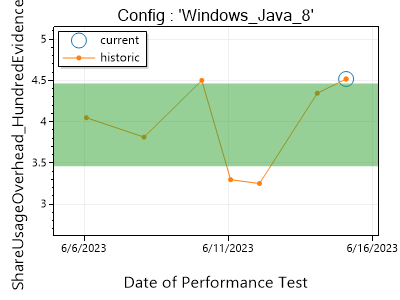 Config : 'Windows_Java_8'
current
historic
ShareUsageOverhead_HundredEvidence
5
4.5
4
3.5
3
6/6/2023
6/11/2023
6/16/2023
Date of Performance Test